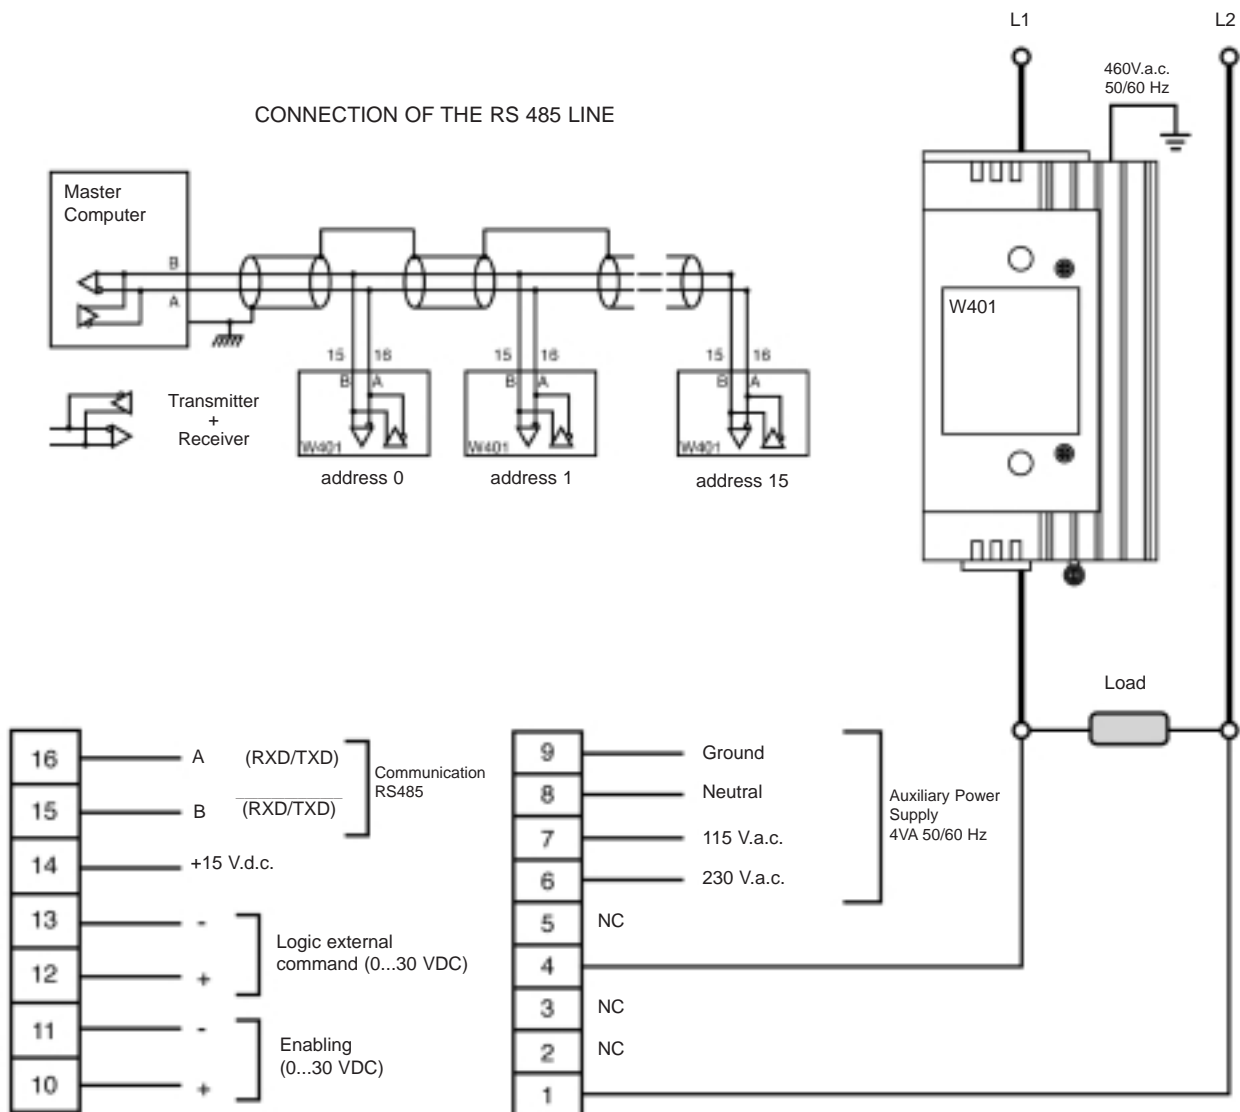 L1
L2
460V.a.c.
50/60 Hz
CONNECTION OF THE RS 485 LINE
Master
Computer
B
A
W401
15
16
15
16
15
16
B
A
B
A
B
A
W401
W401
W401
address 0
address 1
address 15
Transmitter
+
Receiver
Load
16
A
(RXD/TXD)
15
B
(RXD/TXD)
Communication
RS485
14
+15 V.d.c.
13
-
12
+
Logic external
command (0...30 VDC)
11
-
10
+
Enabling
(0...30 VDC)
9
Ground
8
Neutral
7
115 V.a.c.
6
230 V.a.c.
Auxiliary Power
Supply
4VA 50/60 Hz
5
NC
4
3
NC
2
NC
1